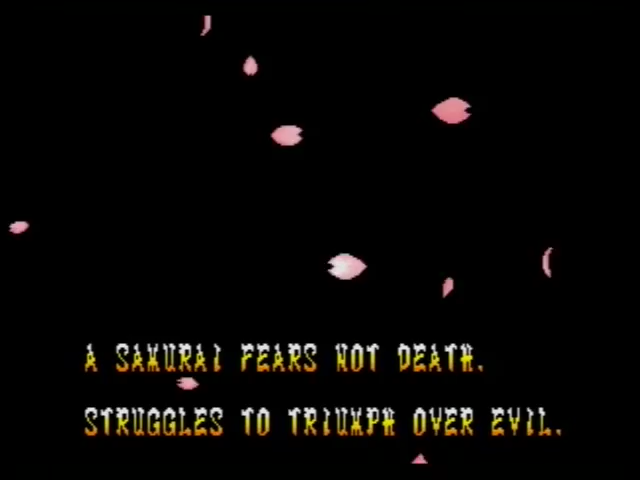 A SAMURAI FEARS NOT DEATH.
STRUGGLES TO TRIUMPH OVER EVIL.